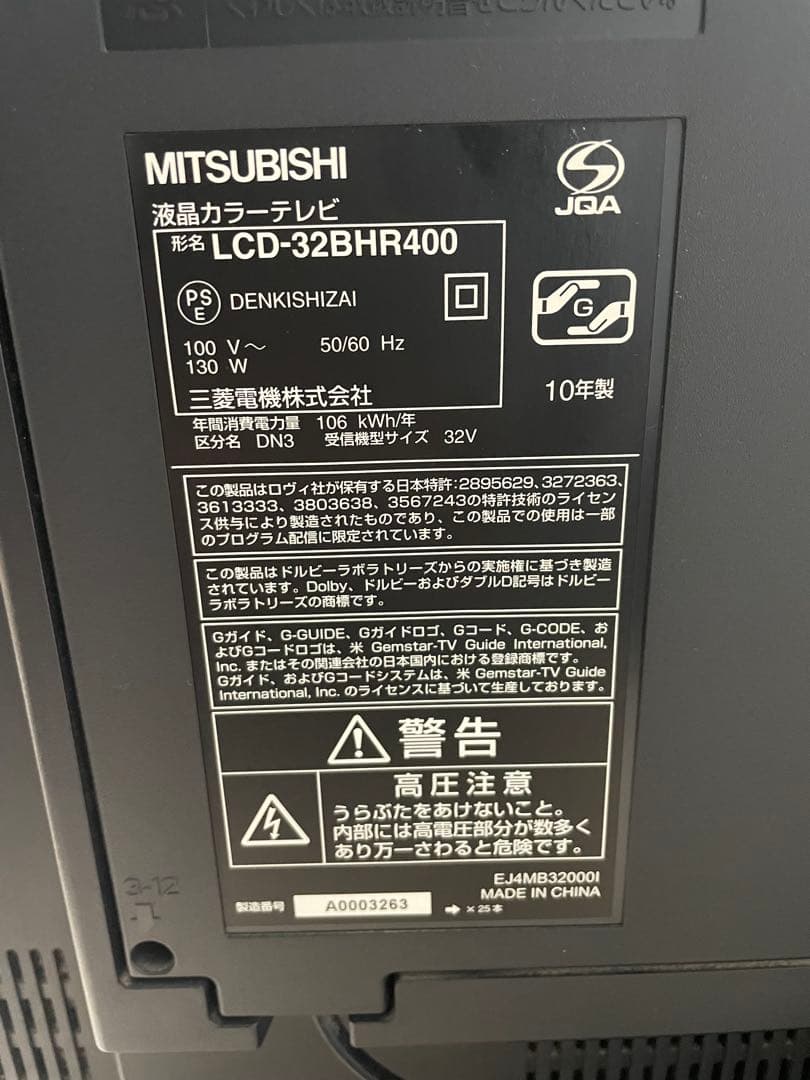 MITSUBISHI
JQA
液晶カラーテレビ
形名 LCD-32BHR400
PS
E
DENKISHIZAI
G
100 V～ 50/60 Hz
130 W
三菱電機株式会社
10年製
年間消費電力量 106 kWh/年
区分名 DN3 受信機型サイズ 32V
この製品はロヴィ社が保有する日本特許:2895629、3272363、
3613333、3803638、3567243の特許技術のライセン
ス供与により製造されたものであり、この製品での使用は一部
のプログラム配信に限定されています。
この製品はドルビーラボラトリーズからの実施権に基づき製造
されています。Dolby、ドルビーおよびダブルD記号はドルビー
ラボラトリーズの商標です。
Gガイド、G-GUIDE、Gガイドロゴ、Gコード、G-CODE、お
よびGコードロゴは、米 Gemstar-TV Guide International,
Inc. またはその関連会社の日本国内における登録商標です。
Gガイド、およびGコードシステムは、米 Gemstar-TV Guide
International, Inc. のライセンスに基づいて生産しております。
警告
高圧注意
うらぶたをあけないこと。
内部には高電圧部分が数多く
あり万一さわると危険です。
EJ4MB32000I
MADE IN CHINA
製造番号 A0003263 ➡ ×25本
3-12